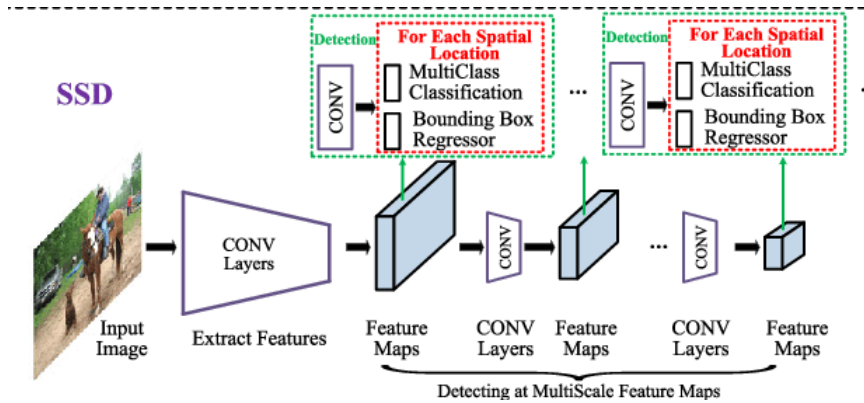 Detection
For Each Spatial
Location
CONV
MultiClass
Classification
Bounding Box
Regressor
...
Detection
For Each Spatial
Location
CONV
MultiClass
Classification
Bounding Box
Regressor
SSD
CONV
Layers
CONV
...
CONV
Input
Image
Extract Features
Feature
Maps
CONV
Layers
Feature
Maps
CONV
Layers
Feature
Maps
Detecting at MultiScale Feature Maps